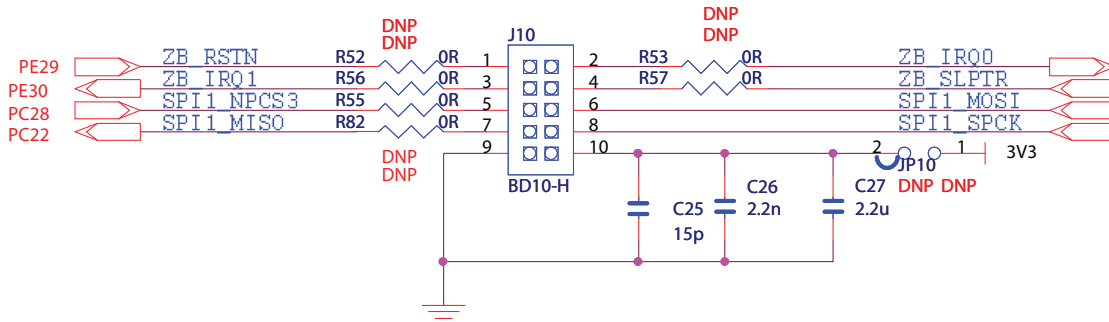 DNP
DNP
DNP
DNP
J10
PE29 ZB_RSTN R52 0R 1 2 R53 0R ZB_IRQ0
PE30 ZB_IRQ1 R56 0R 3 4 R57 0R ZB_SLPTR
PC28 SPI1_NPCS3 R55 0R 5 6 SPI1_MOSI
PC22 SPI1_MISO R82 0R 7 8 SPI1_SPCK
9 10 2 1 3V3
DNP
DNP
JP10
DNP DNP
BD10-H
C25
15p
C26
2.2n
C27
2.2u